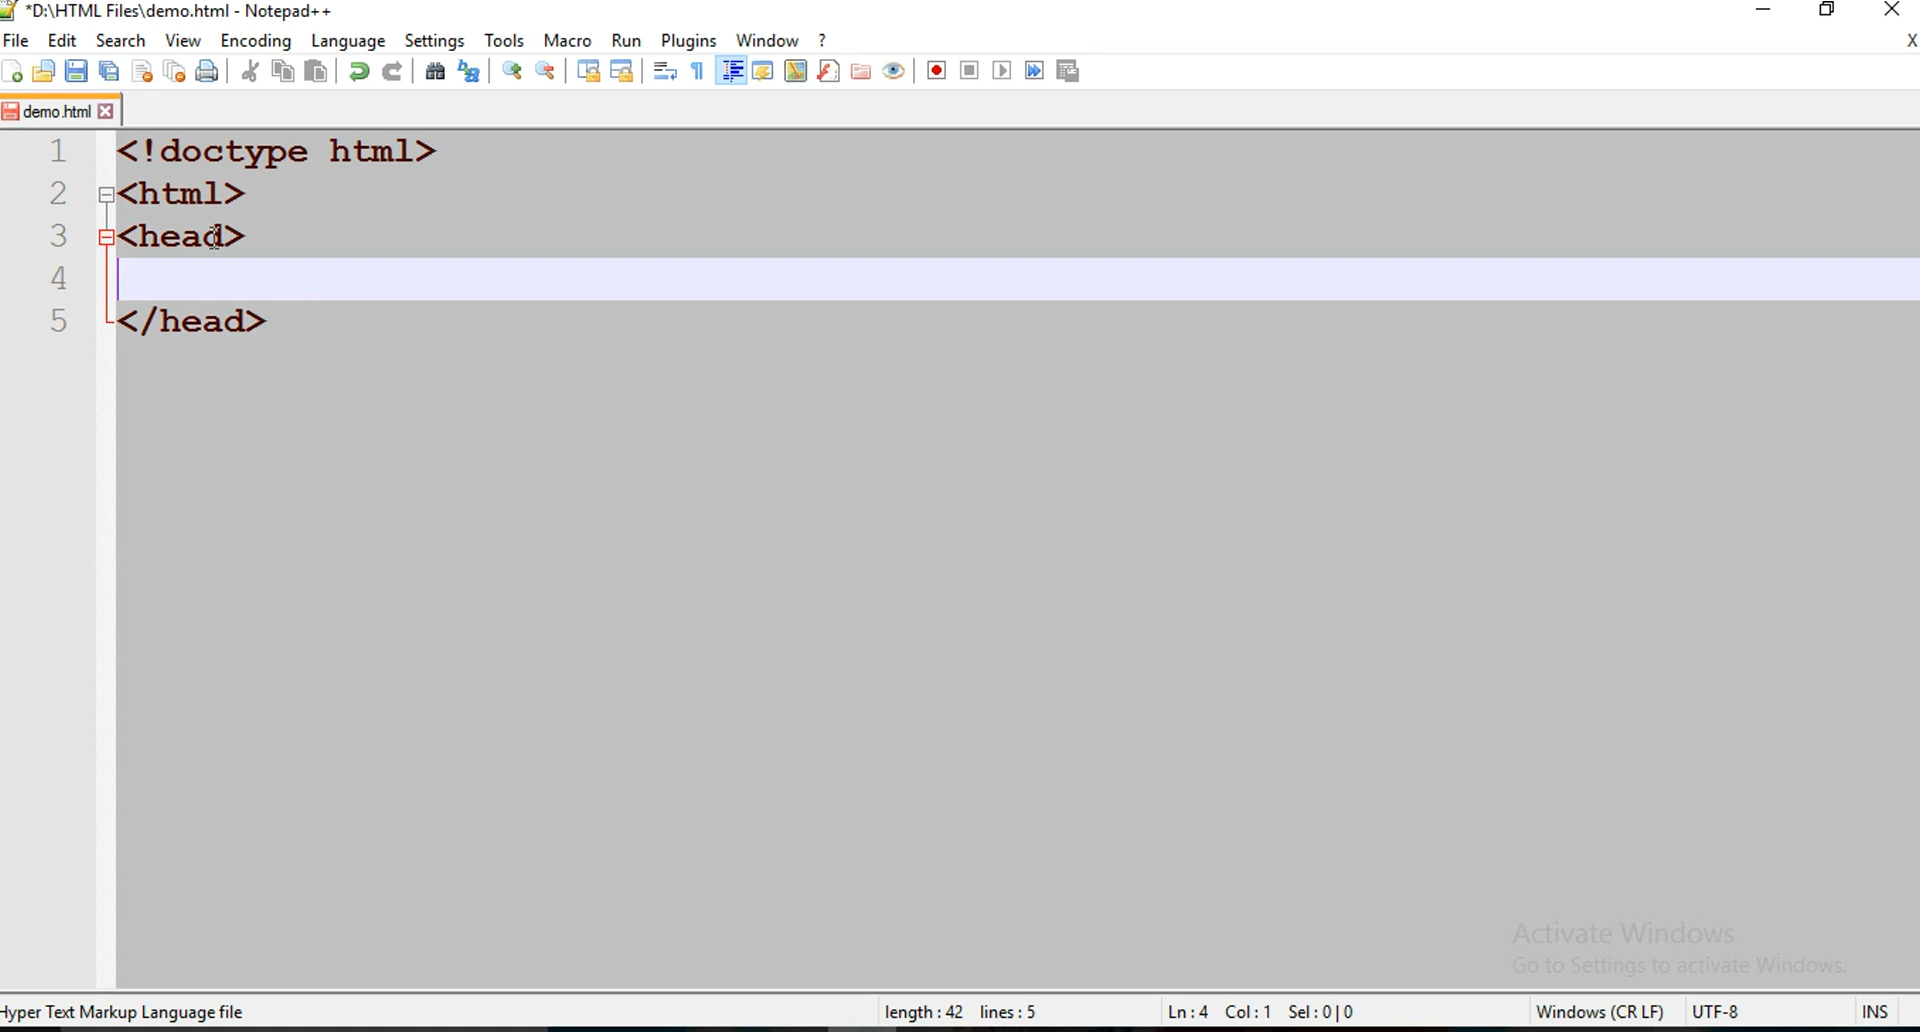 *D:\HTML Files\demo.html - Notepad++
File Edit Search View Encoding Language Settings Tools Macro Run Plugins Window ?
X
demo.html
1 <!doctype html>
2 <html>
3 <head>
4
5 </head>
Activate Windows
Go to Settings to activate Windows.
Hyper Text Markup Language file length : 42 lines : 5 Ln : 4 Col : 1 Sel : 0 | 0 Windows (CR LF) UTF-8 INS